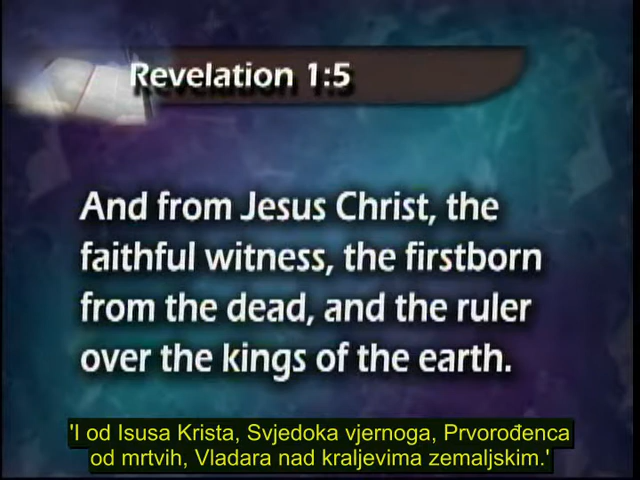 Revelation 1:5
And from Jesus Christ, the
faithful witness, the firstborn
from the dead, and the ruler
over the kings of the earth.
'I od Isusa Krista, Svjedoka vjernoga, Prvorođenca
od mrtvih, Vladara nad kraljevima zemaljskim.'